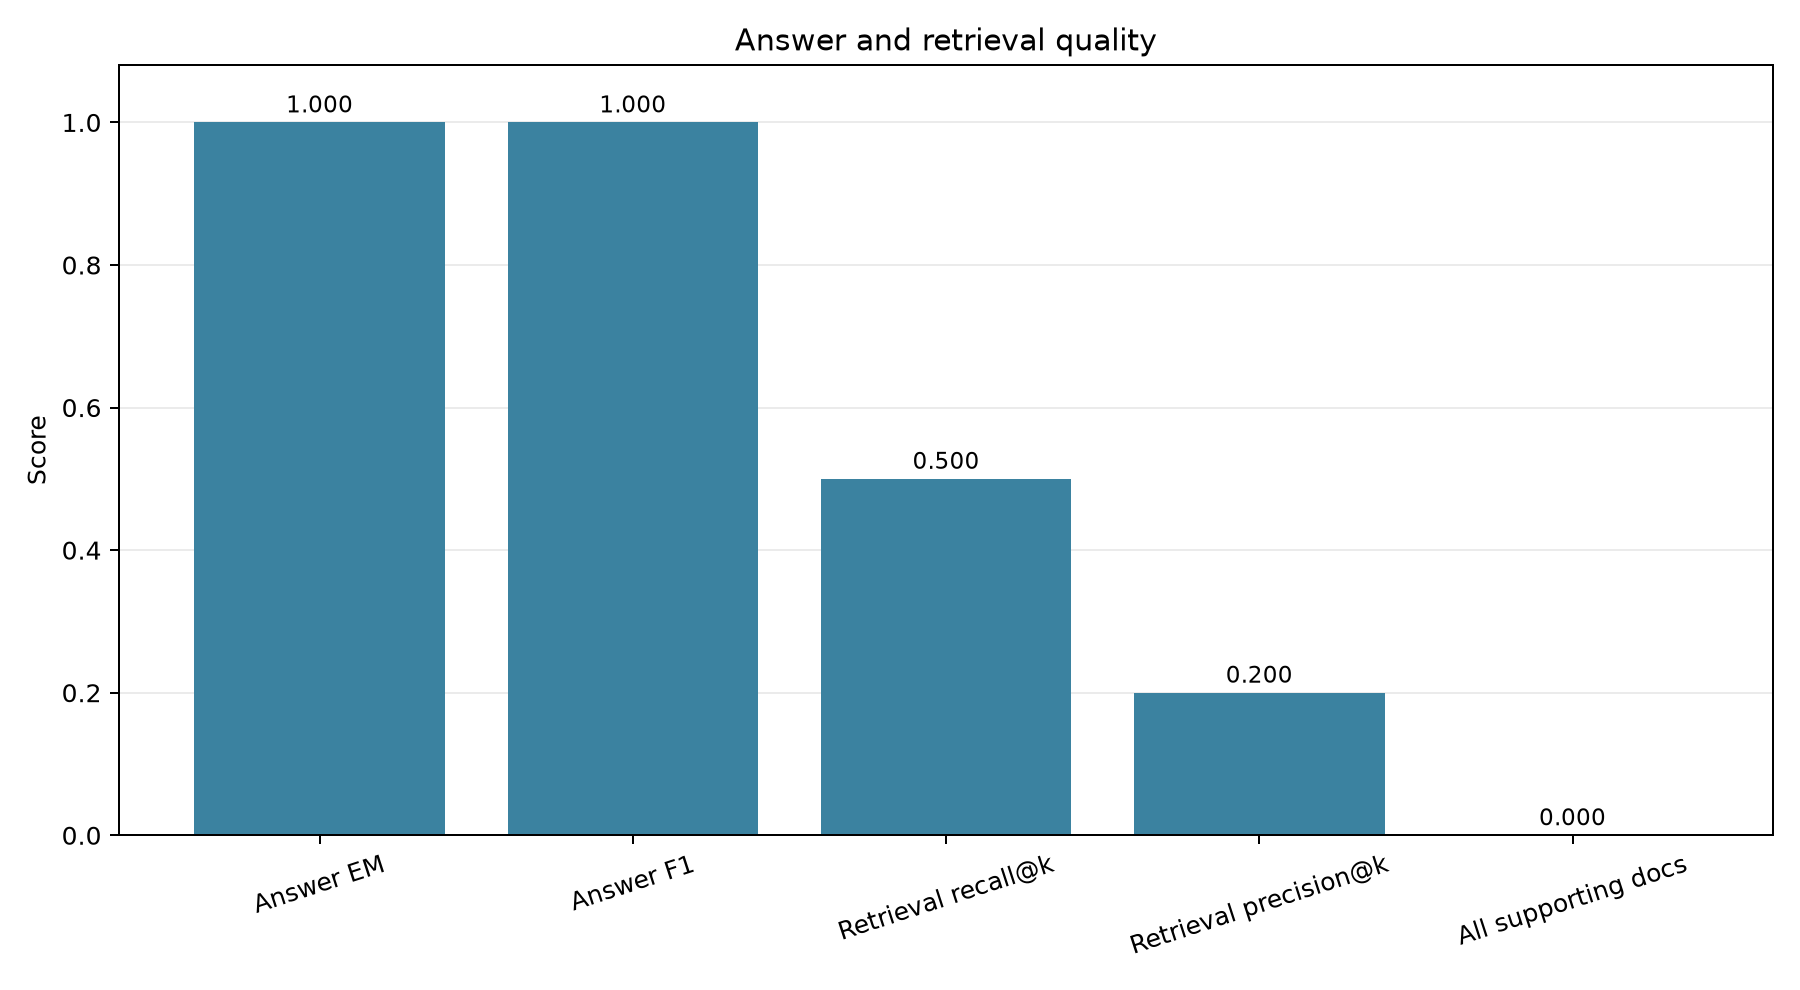 Answer and retrieval quality
1.000
1.000
0.500
0.200
0.000
1.0
0.8
0.6
0.4
0.2
0.0
Score
Answer EM
Answer F1
Retrieval recall@k
Retrieval precision@k
All supporting docs